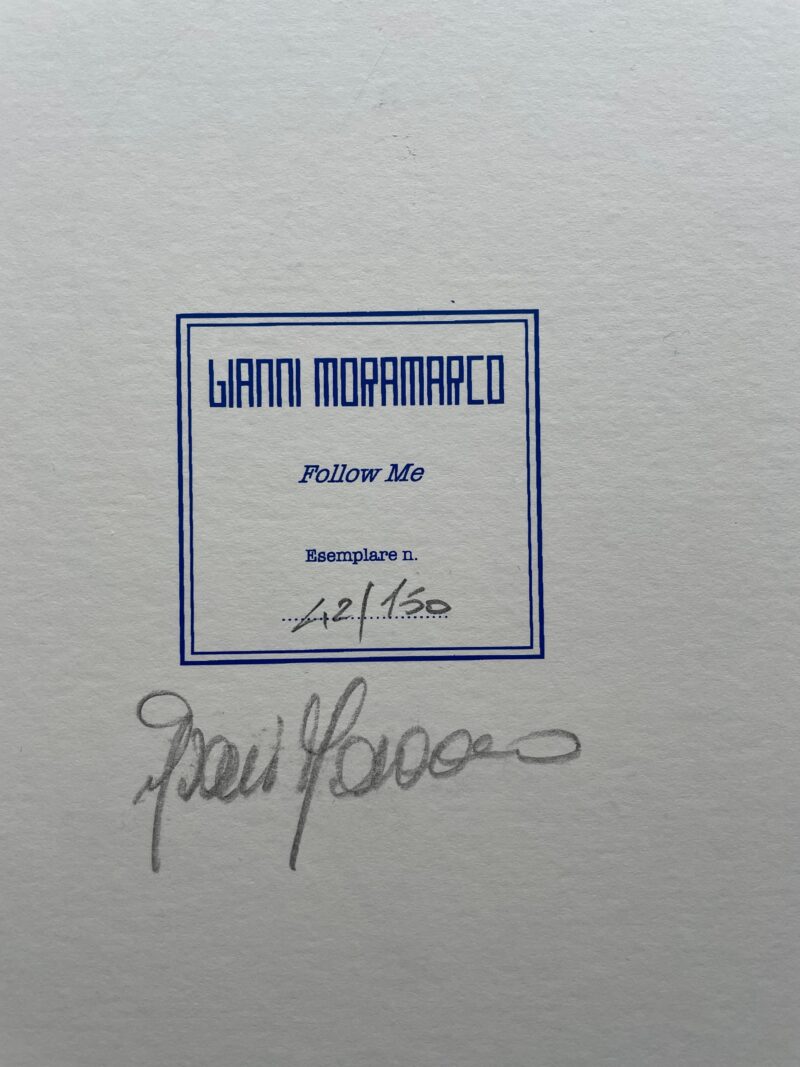 GIANNI MORAMARCO
Follow Me
Esemplare n.
42/150